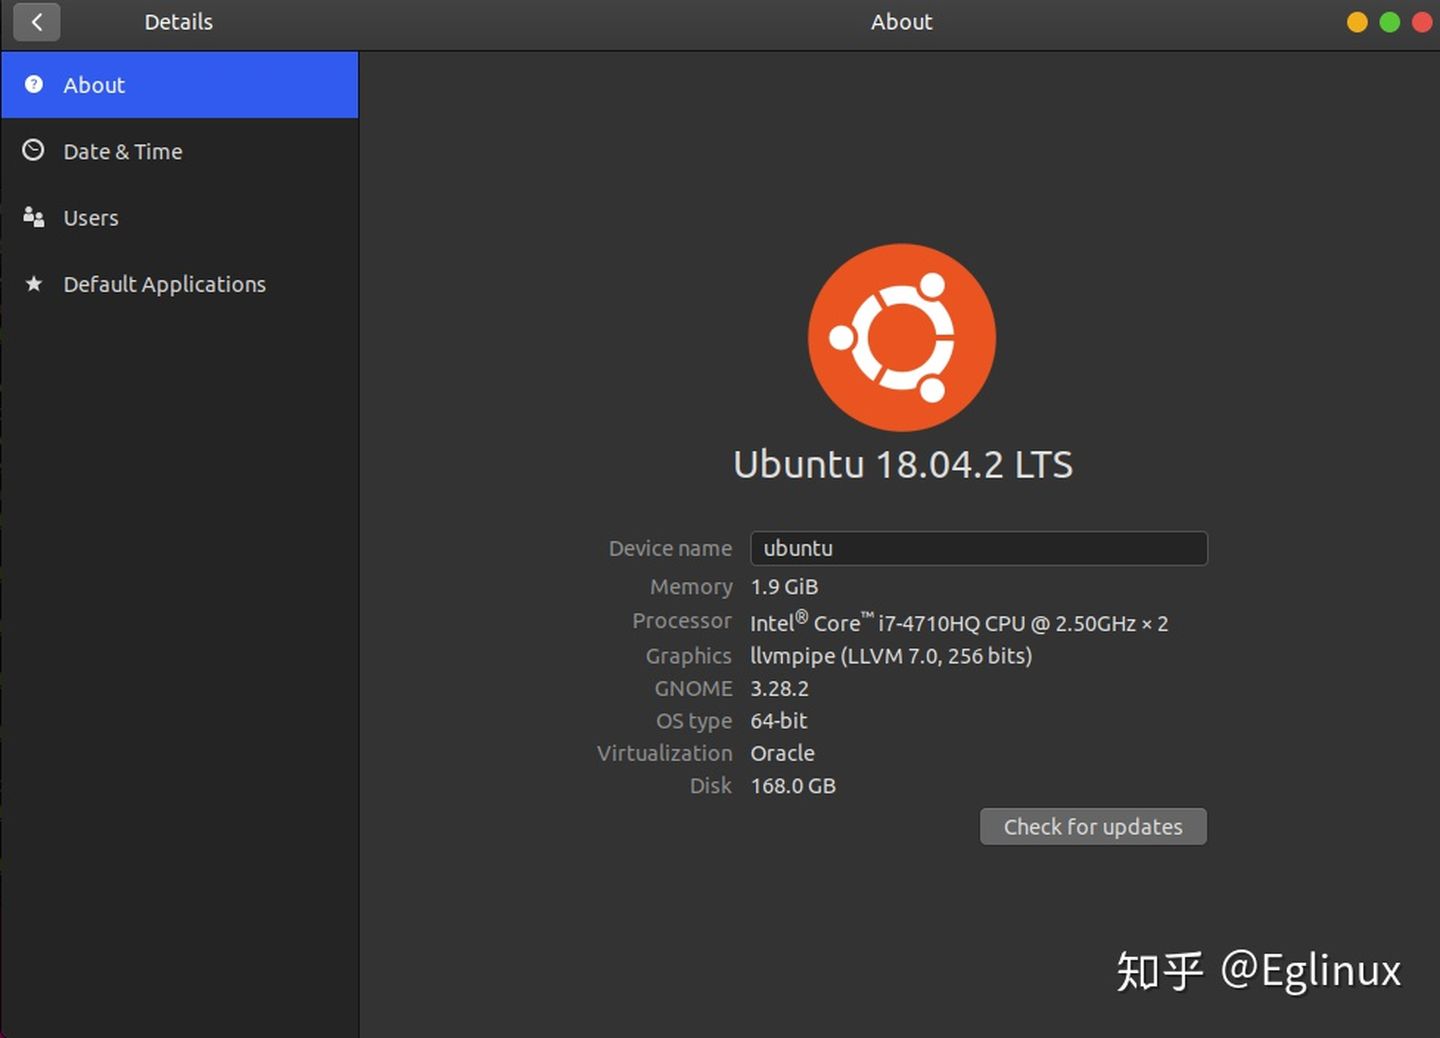 Details
About
About
Date & Time
Users
Default Applications
Ubuntu 18.04.2 LTS
Device name ubuntu
Memory 1.9 GiB
Processor Intel® Core™ i7-4710HQ CPU @ 2.50GHz × 2
Graphics llvmpipe (LLVM 7.0, 256 bits)
GNOME 3.28.2
OS type 64-bit
Virtualization Oracle
Disk 168.0 GB
Check for updates
知乎 @Eglinux